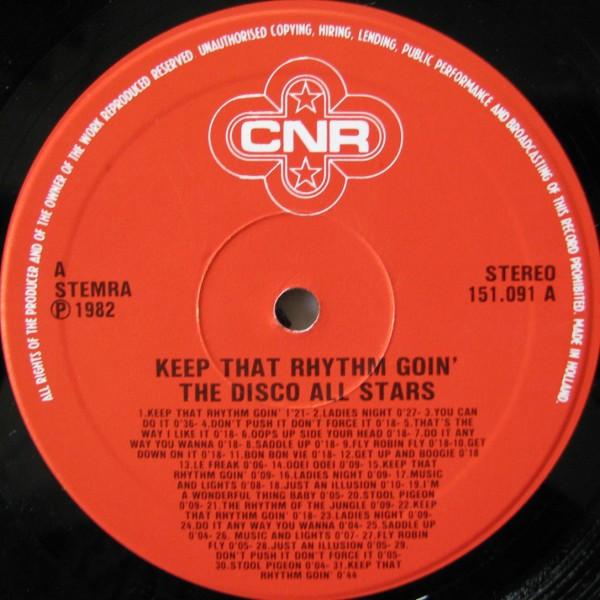 ALL RIGHTS OF THE PRODUCER AND OF THE OWNER OF THE WORK REPRODUCED RESERVED UNAUTHORISED COPYING, HIRING, LENDING, PUBLIC PERFORMANCE AND BROADCASTING OF THIS RECORD PROHIBITED. MADE IN HOLLAND.
CNR
A
STEMRA
Ⓟ 1982
STEREO
151.091 A
KEEP THAT RHYTHM GOIN'
THE DISCO ALL STARS
1.KEEP THAT RHYTHM GOIN' 1'21- 2.LADIES NIGHT 0'27- 3.YOU CAN
DO IT 0'36- 4.DON'T PUSH IT DON'T FORCE IT 0'18- 5.THAT'S THE
WAY I LIKE IT 0'18- 6.OOPS UP SIDE YOUR HEAD 0'18- 7.DO IT ANY
WAY YOU WANNA 0'18- 8.SADDLE UP 0'18- 9.FLY ROBIN FLY 0'18-10.GET
DOWN ON IT 0'18- 11.BON BON VIE 0'18- 12.GET UP AND BOOGIE 0'18
13.LE FREAK 0'06- 14.OOEI OOEI 0'09- 15.KEEP THAT
RHYTHM GOIN' 0'09- 16.LADIES NIGHT 0'09- 17.MUSIC
AND LIGHTS 0'08- 18.JUST AN ILLUSION 0'10- 19.I'M
A WONDERFUL THING BABY 0'05- 20.STOOL PIGEON
0'09- 21.THE RHYTHM OF THE JUNGLE 0'09- 22.KEEP
THAT RHYTHM GOIN' 0'18- 23.LADIES NIGHT 0'09-
24.DO IT ANY WAY YOU WANNA 0'04- 25.SADDLE UP
0'04- 26. MUSIC AND LIGHTS 0'07- 27.FLY ROBIN
FLY 0'05- 28.JUST AN ILLUSION 0'05- 29.
DON'T PUSH IT DON'T FORCE IT 0'05-
30.STOOL PIGEON 0'04- 31.KEEP THAT
RHYTHM GOIN' 0'44